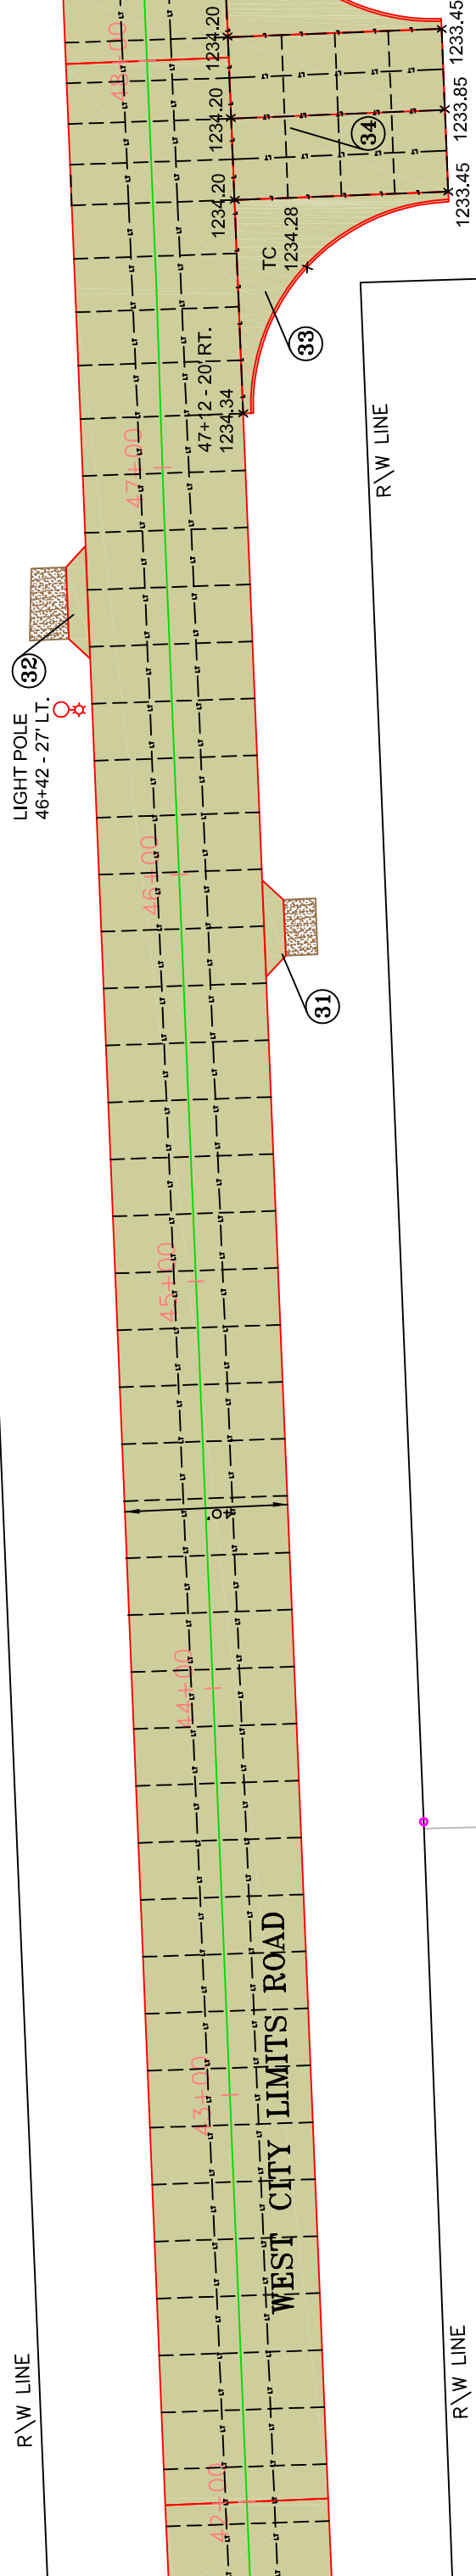 48+00
1234.20
1234.20
1234.20
1233.45
1233.85
1233.45
34
TC
1234.28
33
47+12 - 20' RT.
1234.34
47+00
R\W LINE
32
LIGHT POLE
46+42 - 27' LT.
46+00
31
45+00
40'
44+00
WEST CITY LIMITS ROAD
43+00
R\W LINE
R\W LINE
42+00